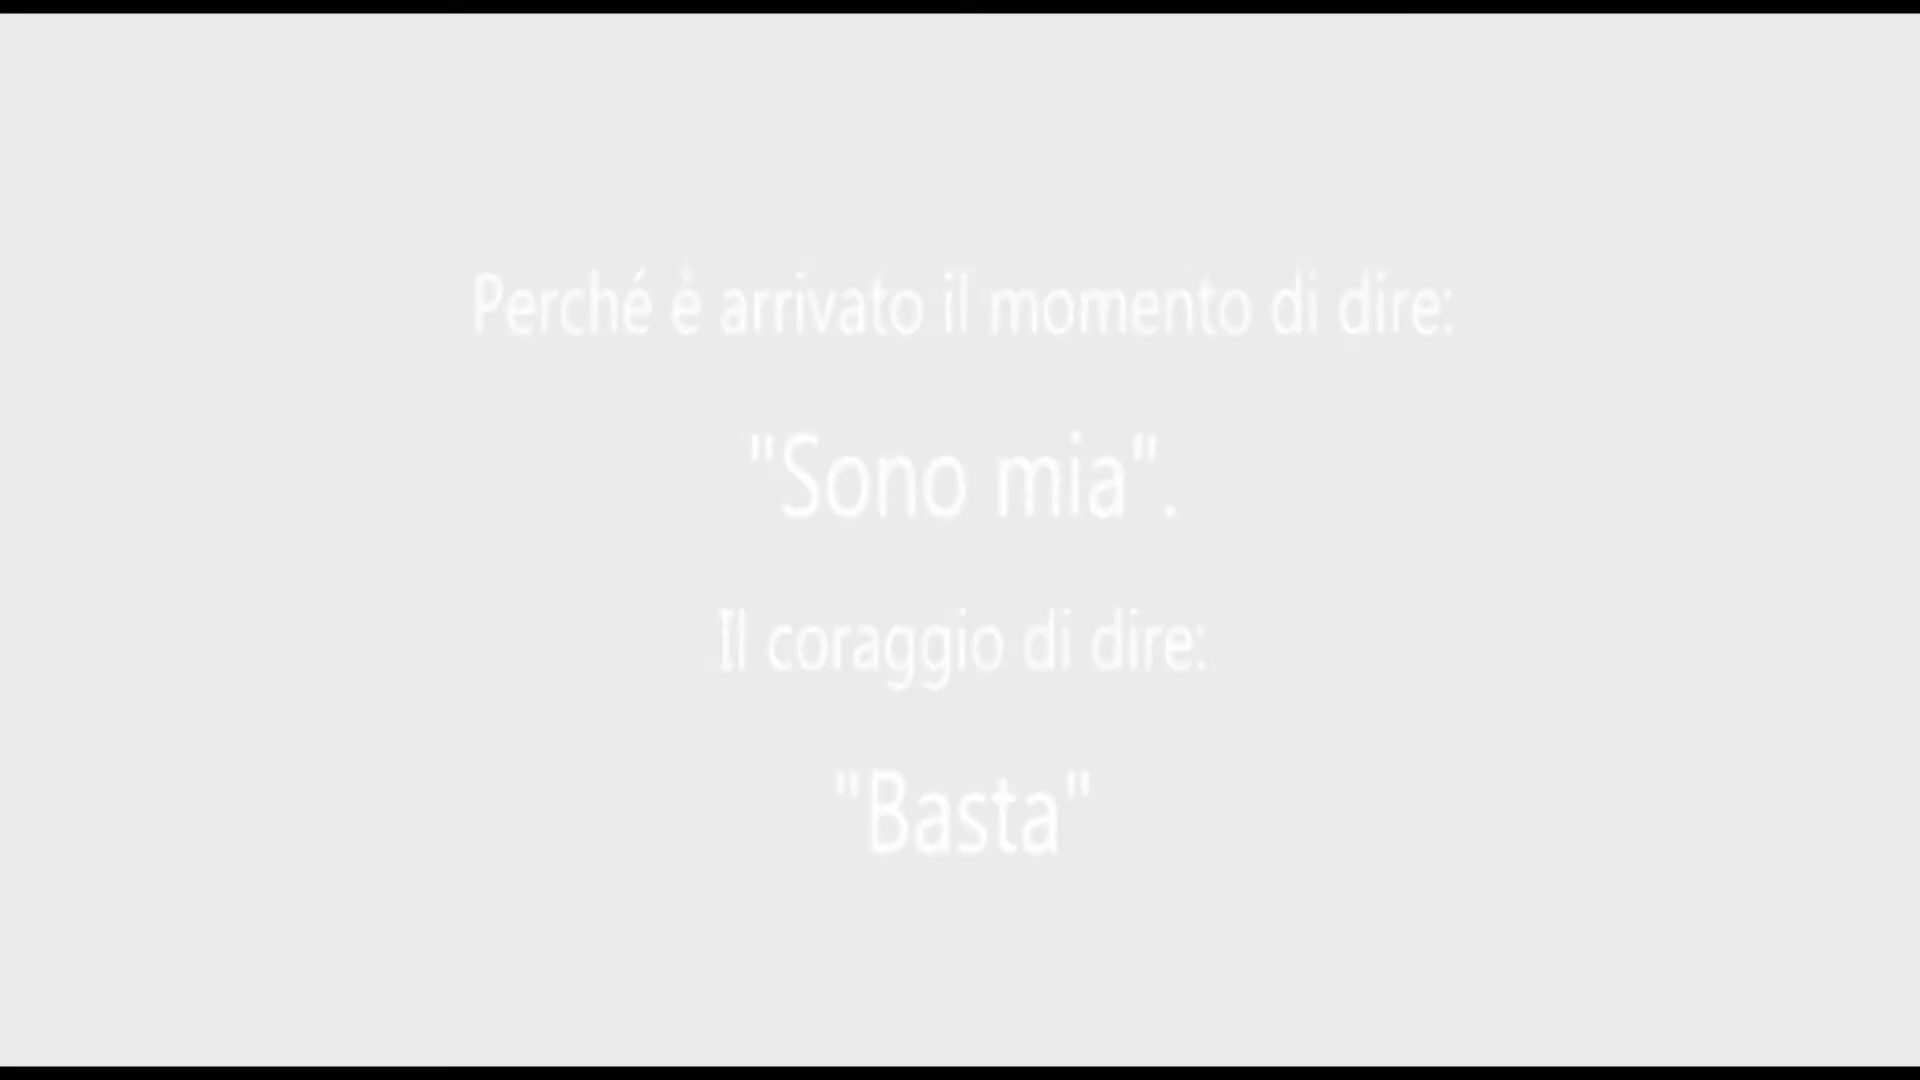 Perché è arrivato il momento di dire:
"Sono mia".
Il coraggio di dire:
"Basta"